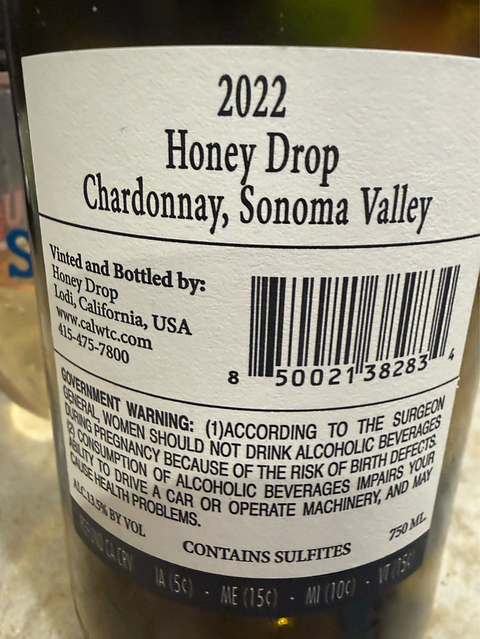 2022
Honey Drop
Chardonnay, Sonoma Valley
Vinted and Bottled by:
Honey Drop
Lodi, California, USA
www.calwtc.com
415-475-7800
8 50021 38283 4
GOVERNMENT WARNING: (1)ACCORDING TO THE SURGEON
GENERAL, WOMEN SHOULD NOT DRINK ALCOHOLIC BEVERAGES
DURING PREGNANCY BECAUSE OF THE RISK OF BIRTH DEFECTS.
(2) CONSUMPTION OF ALCOHOLIC BEVERAGES IMPAIRS YOUR
ABILITY TO DRIVE A CAR OR OPERATE MACHINERY, AND MAY
CAUSE HEALTH PROBLEMS.
ALC.13.5% BY VOL
CONTAINS SULFITES
750 ML
CA CRV IA (5¢) - ME (15¢) - MI (10¢) - VT (15¢)
S